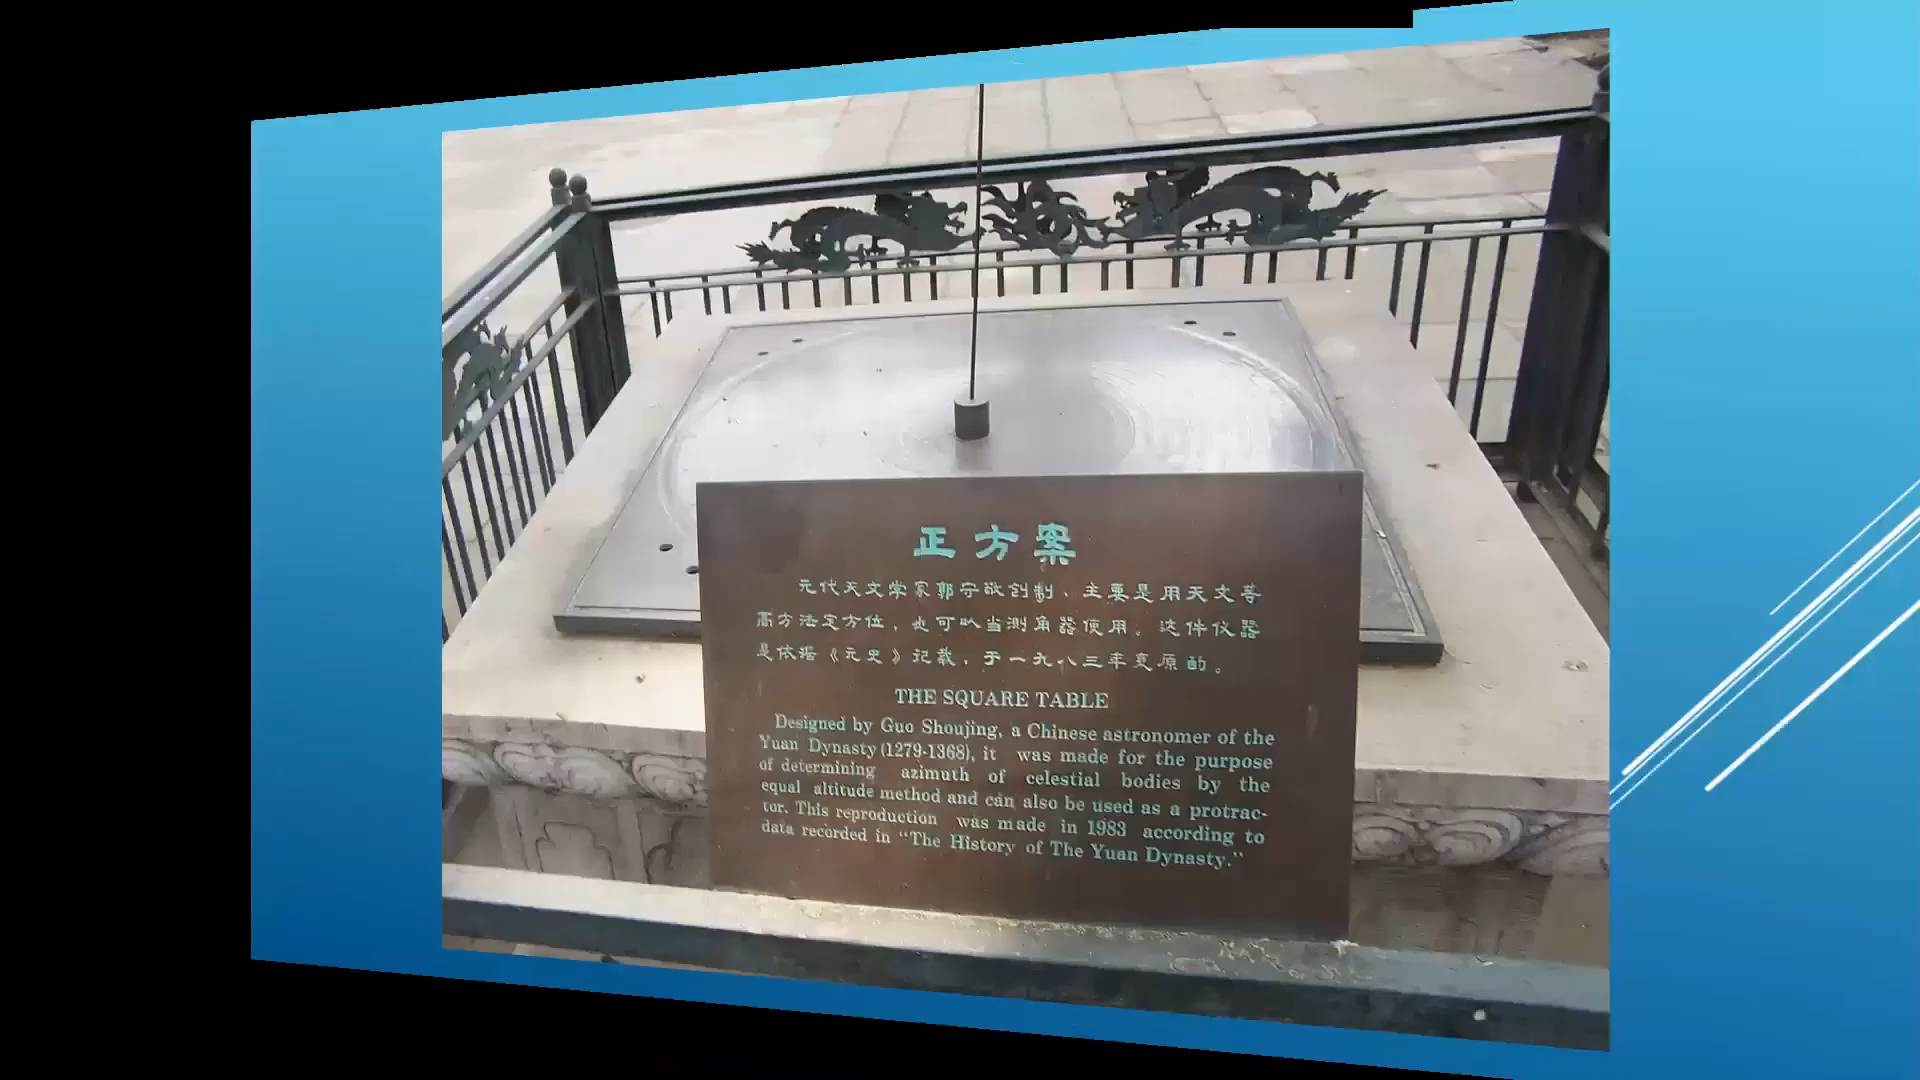 正方案
元代天文学家郭守敬创制、主要是用天文等
高方法定方位，也可以当测角器使用。这件仪器
是依据《元史》记载，于一九八三年复原的。
THE SQUARE TABLE
Designed by Guo Shoujing, a Chinese astronomer of the
Yuan Dynasty (1279-1368), it was made for the purpose
of determining azimuth of celestial bodies by the
equal altitude method and can also be used as a protrac-
tor. This reproduction was made in 1983 according to
data recorded in "The History of The Yuan Dynasty."